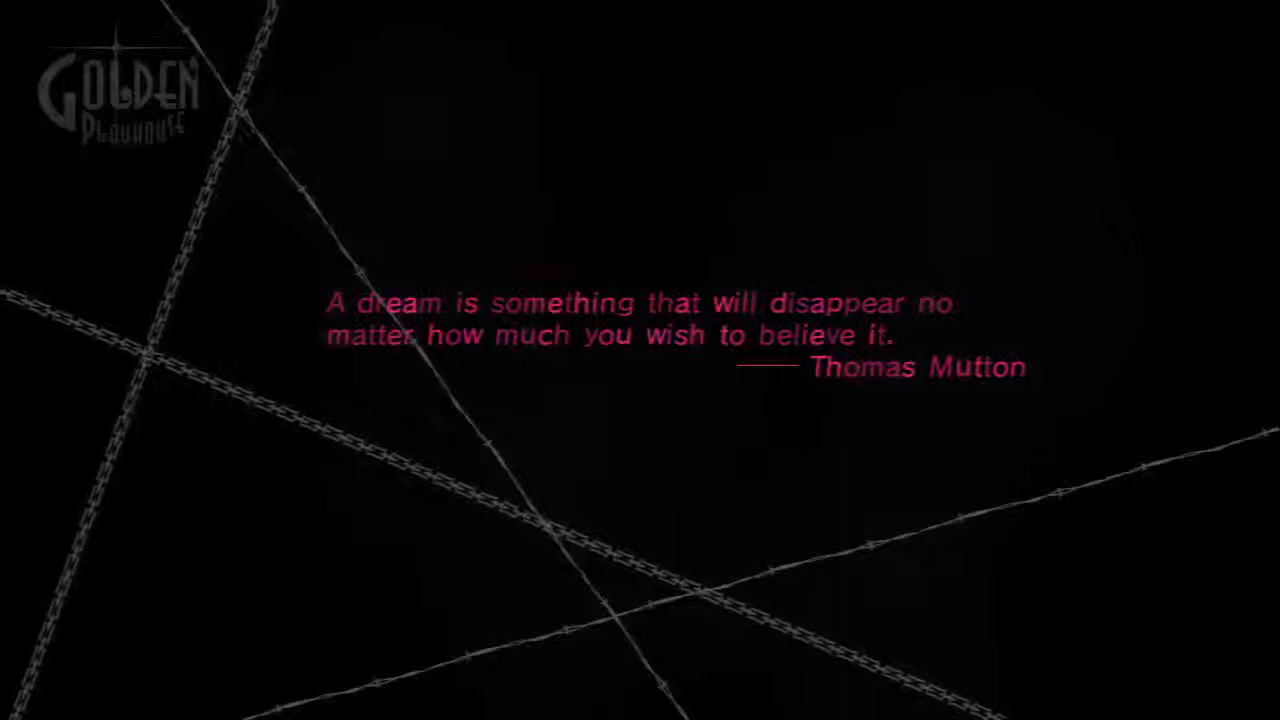 GOLDEN
PLAYHOUSE
A dream is something that will disappear no
matter how much you wish to believe it.
—— Thomas Mutton